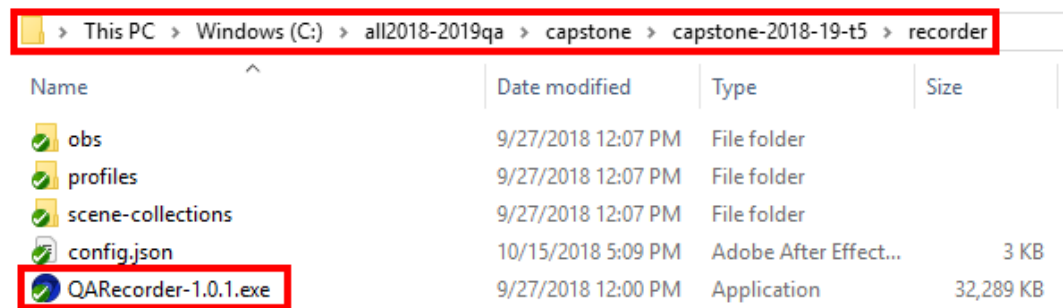 This PC > Windows (C:) > all2018-2019qa > capstone > capstone-2018-19-t5 > recorder
Name Date modified Type Size
obs 9/27/2018 12:07 PM File folder
profiles 9/27/2018 12:07 PM File folder
scene-collections 9/27/2018 12:07 PM File folder
config.json 10/15/2018 5:09 PM Adobe After Effect... 3 KB
QARecorder-1.0.1.exe 9/27/2018 12:00 PM Application 32,289 KB